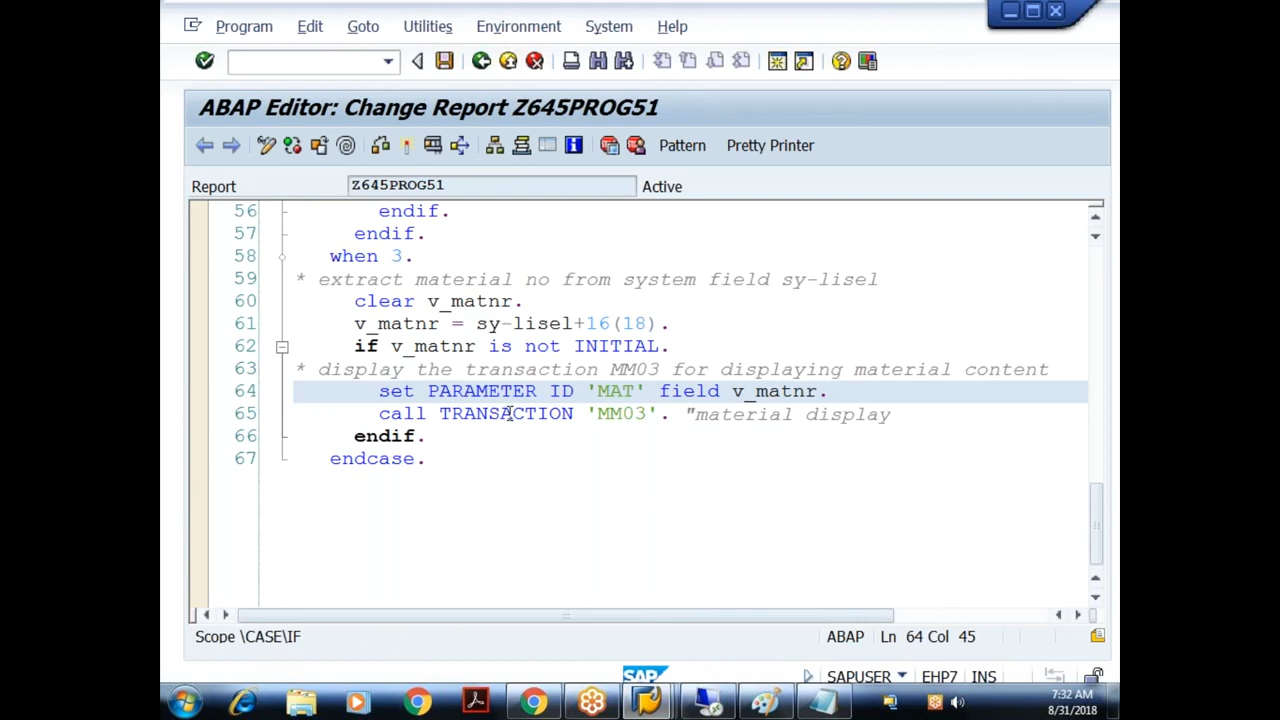 Program Edit Goto Utilities Environment System Help
ABAP Editor: Change Report Z645PROG51
Pattern Pretty Printer
Report Z645PROG51 Active
56 endif.
57 endif.
58 when 3.
59 * extract material no from system field sy-lisel
60 clear v_matnr.
61 v_matnr = sy-lisel+16(18).
62 if v_matnr is not INITIAL.
63 * display the transaction MM03 for displaying material content
64 set PARAMETER ID 'MAT' field v_matnr.
65 call TRANSACTION 'MM03'. "material display
66 endif.
67 endcase.
Scope \CASE\IF ABAP Ln 64 Col 45
SAP SAPUSER EHP7 INS
7:32 AM
8/31/2018